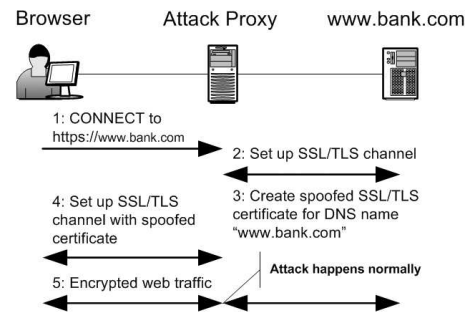 Browser
Attack Proxy
www.bank.com
1: CONNECT to
https://www.bank.com
2: Set up SSL/TLS channel
3: Create spoofed SSL/TLS
certificate for DNS name
“www.bank.com”
4: Set up SSL/TLS
channel with spoofed
certificate
5: Encrypted web traffic
Attack happens normally